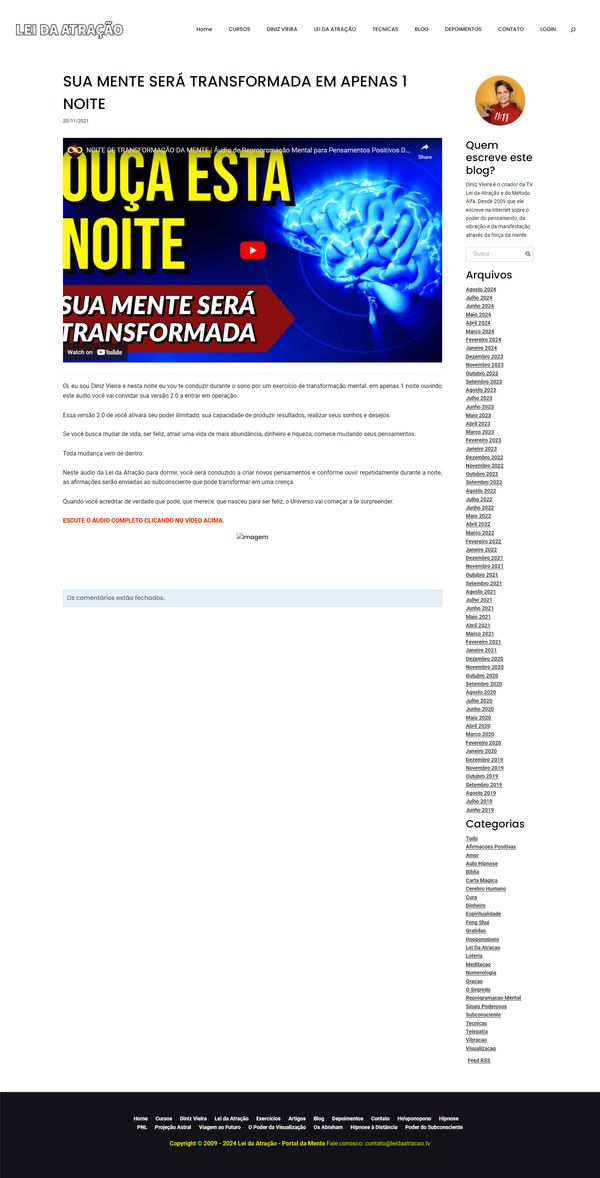 LEI DA ATRAÇÃO
Home CURSOS DINIZ VIEIRA LEI DA ATRAÇÃO TECNICAS BLOG DEPOIMENTOS CONTATO LOGIN
SUA MENTE SERÁ TRANSFORMADA EM APENAS 1
NOITE
20/11/2021
NOITE DE TRANSFORMAÇÃO DA MENTE | Áudio de Reprogramação Mental para Pensamentos Positivos D...
Share
OUÇA ESTA
NOITE
SUA MENTE SERÁ
TRANSFORMADA
Watch on YouTube
Oi, eu sou Diniz Vieira e nesta noite eu vou te conduzir durante o sono por um exercício de transformação mental. em apenas 1 noite ouvindo
este áudio você vai convidar sua versão 2.0 a entrar em operação.
Essa versão 2.0 de você ativará seu poder ilimitado, sua capacidade de produzir resultados, realizar seus sonhos e desejos.
Se você busca mudar de vida, ser feliz, atrair uma vida de mais abundância, dinheiro e riqueza, comece mudando seus pensamentos.
Toda mudança vem de dentro.
Neste áudio da Lei da Atração para dormir, você será conduzido a criar novos pensamentos e conforme ouvir repetidamente durante a noite,
as afirmações serão enviadas ao subconsciente que pode transformar em uma crença.
Quando você acreditar de verdade que pode, que merece, que nasceu para ser feliz, o Universo vai começar a te surpreender.
ESCUTE O ÁUDIO COMPLETO CLICANDO NO VÍDEO ACIMA.
Imagem
Os comentários estão fechados.
11:11
Quem
escreve este
blog?
Diniz Vieira é o criador da TV
Lei da Atração e do Método
Alfa. Desde 2009 que ele
escreve na Internet sobre o
poder do pensamento, da
vibração e da manifestação
através da força da mente.
Busca
Arquivos
Agosto 2024
Julho 2024
Junho 2024
Maio 2024
Abril 2024
Março 2024
Fevereiro 2024
Janeiro 2024
Dezembro 2023
Novembro 2023
Outubro 2023
Setembro 2023
Agosto 2023
Julho 2023
Junho 2023
Maio 2023
Abril 2023
Março 2023
Fevereiro 2023
Janeiro 2023
Dezembro 2022
Novembro 2022
Outubro 2022
Setembro 2022
Agosto 2022
Julho 2022
Junho 2022
Maio 2022
Abril 2022
Março 2022
Fevereiro 2022
Janeiro 2022
Dezembro 2021
Novembro 2021
Outubro 2021
Setembro 2021
Agosto 2021
Julho 2021
Junho 2021
Maio 2021
Abril 2021
Março 2021
Fevereiro 2021
Janeiro 2021
Dezembro 2020
Novembro 2020
Outubro 2020
Setembro 2020
Agosto 2020
Julho 2020
Junho 2020
Maio 2020
Abril 2020
Março 2020
Fevereiro 2020
Janeiro 2020
Dezembro 2019
Novembro 2019
Outubro 2019
Setembro 2019
Agosto 2019
Julho 2019
Junho 2019
Categorias
Tudo
Afirmacoes Positivas
Amor
Auto Hipnose
Biblia
Carta Magica
Cerebro Humano
Cura
Dinheiro
Espiritualidade
Feng Shui
Gratidao
Hooponopono
Lei Da Atracao
Loteria
Meditacao
Numerologia
Oracao
O Segredo
Reprogramacao Mental
Sinais Poderosos
Subconsciente
Tecnicas
Telepatia
Vibracao
Visualizacao
Feed RSS
Home Cursos Diniz Vieira Lei da Atração Exercícios Artigos Blog Depoimentos Contato Ho'oponopono Hipnose
PNL Projeção Astral Viagem ao Futuro O Poder da Visualização Os Abraham Hipnose à Distância Poder do Subconsciente
Copyright © 2009 - 2024 Lei da Atração - Portal da Mente Fale conosco: contato@leidaatracao.tv